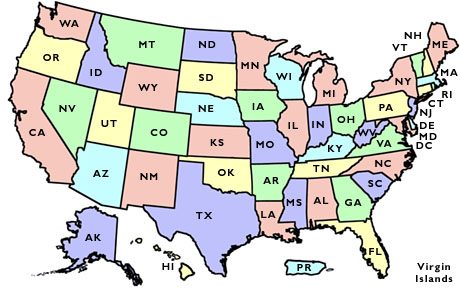 WA
MT
ND
MN
OR
ID
WY
SD
WI
MI
NH
VT
ME
NY
MA
RI
CT
NJ
DE
MD
DC
NV
UT
CO
NE
IA
IL
IN
OH
PA
CA
KS
MO
KY
WV
VA
AZ
NM
OK
AR
TN
NC
SC
TX
LA
MS
AL
GA
FL
AK
HI
PR
Virgin
Islands